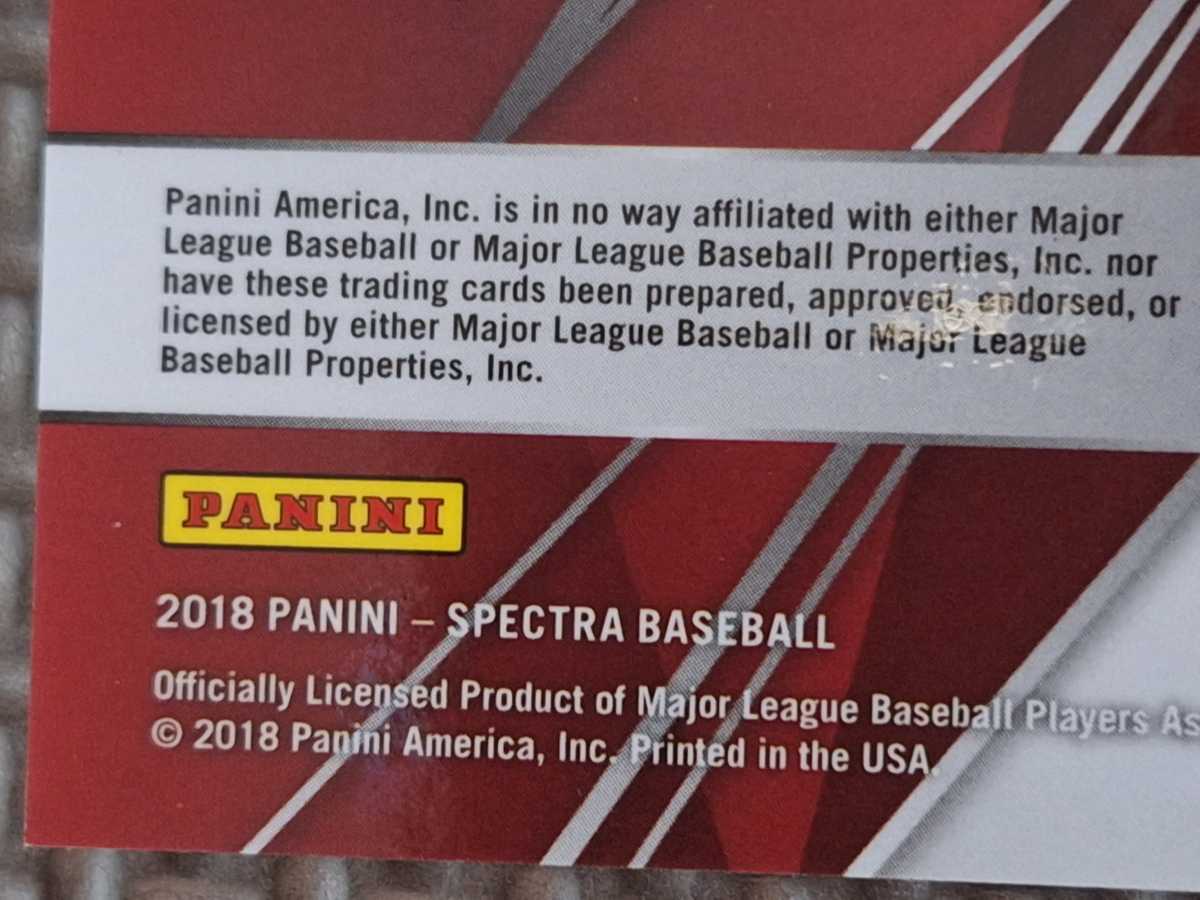 Panini America, Inc. is in no way affiliated with either Major
League Baseball or Major League Baseball Properties, Inc. nor
have these trading cards been prepared, approved, endorsed, or
licensed by either Major League Baseball or Major League
Baseball Properties, Inc.
PANINI
2018 PANINI – SPECTRA BASEBALL
Officially Licensed Product of Major League Baseball Players As
© 2018 Panini America, Inc. Printed in the USA.